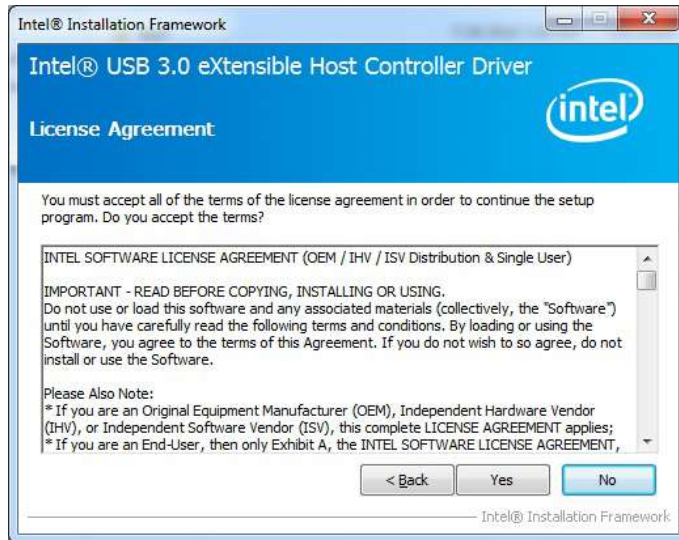 Intel® Installation Framework
Intel® USB 3.0 eXtensible Host Controller Driver
intel
License Agreement
You must accept all of the terms of the license agreement in order to continue the setup
program. Do you accept the terms?
INTEL SOFTWARE LICENSE AGREEMENT (OEM / IHV / ISV Distribution & Single User)
IMPORTANT - READ BEFORE COPYING, INSTALLING OR USING.
Do not use or load this software and any associated materials (collectively, the "Software")
until you have carefully read the following terms and conditions. By loading or using the
Software, you agree to the terms of this Agreement. If you do not wish to so agree, do not
install or use the Software.
Please Also Note:
* If you are an Original Equipment Manufacturer (OEM), Independent Hardware Vendor
(IHV), or Independent Software Vendor (ISV), this complete LICENSE AGREEMENT applies;
* If you are an End-User, then only Exhibit A, the INTEL SOFTWARE LICENSE AGREEMENT,
< Back Yes No
Intel® Installation Framework